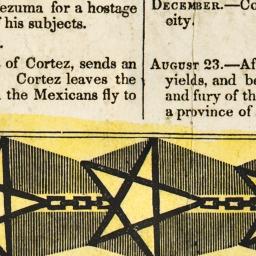 ezuma for a hostage
his subjects.
of Cortez, sends an
Cortez leaves the
the Mexicans fly to
DECEMBER.—Co
city.
AUGUST 23.—Af
yields, and be
and fury of th
a province of